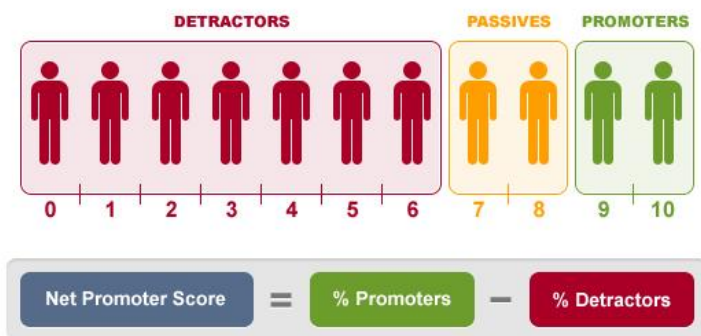 DETRACTORS PASSIVES PROMOTERS
0 1 2 3 4 5 6 7 8 9 10
Net Promoter Score = % Promoters − % Detractors